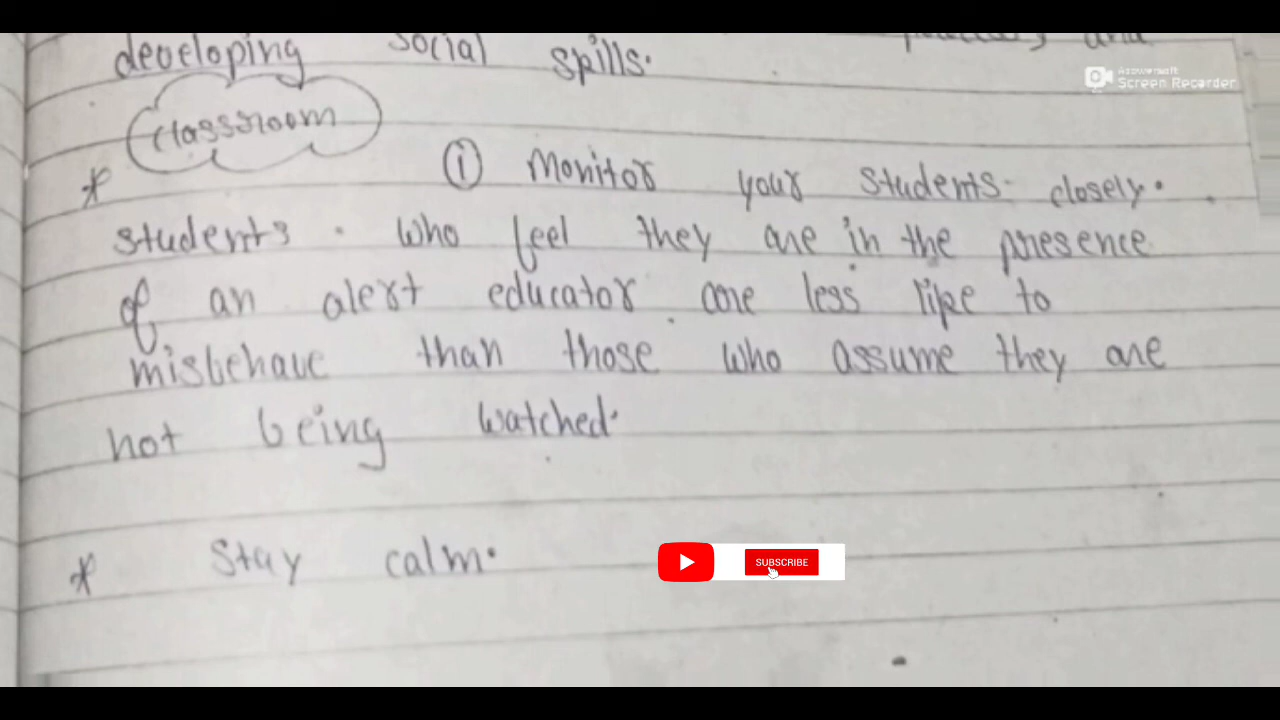 and
developing social spills.
Screen Recorder
classroom
* (i) Monitor your students closely.
students . who feel they are in the presence
of an alert educator are less like to
misbehave than those who assume they are
not being watched.
* Stay calm.
SUBSCRIBE